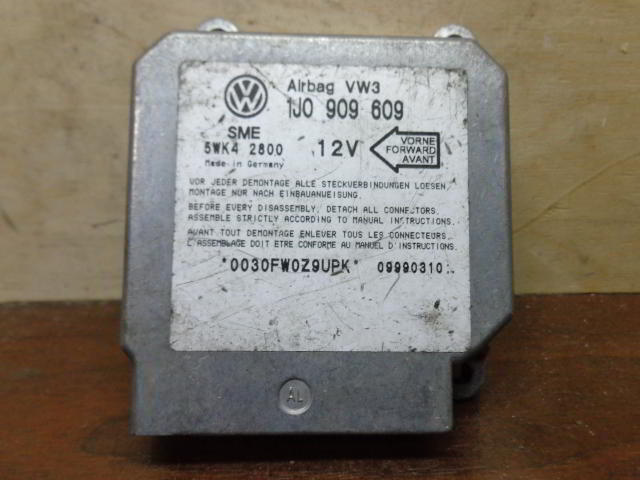 Airbag VW3
1J0 909 609
SME
5WK4 2800
Made in Germany
12V
VORNE
FORWARD
AVANT
VOR JEDER DEMONTAGE ALLE STECKVERBINDUNGEN LOESEN,
MONTAGE NUR NACH EINBAUANWEISUNG.
BEFORE EVERY DISASSEMBLY, DETACH ALL CONNECTORS.
ASSEMBLE STRICTLY ACCORDING TO MANUAL INSTRUCTIONS.
AVANT TOUT DEMONTAGE ENLEVER TOUS LES CONNECTEURS.
L'ASSEMBLAGE DOIT ETRE CONFORME AU MANUEL D'INSTRUCTIONS.
*0030FW0Z9UPK* 09990310
AL